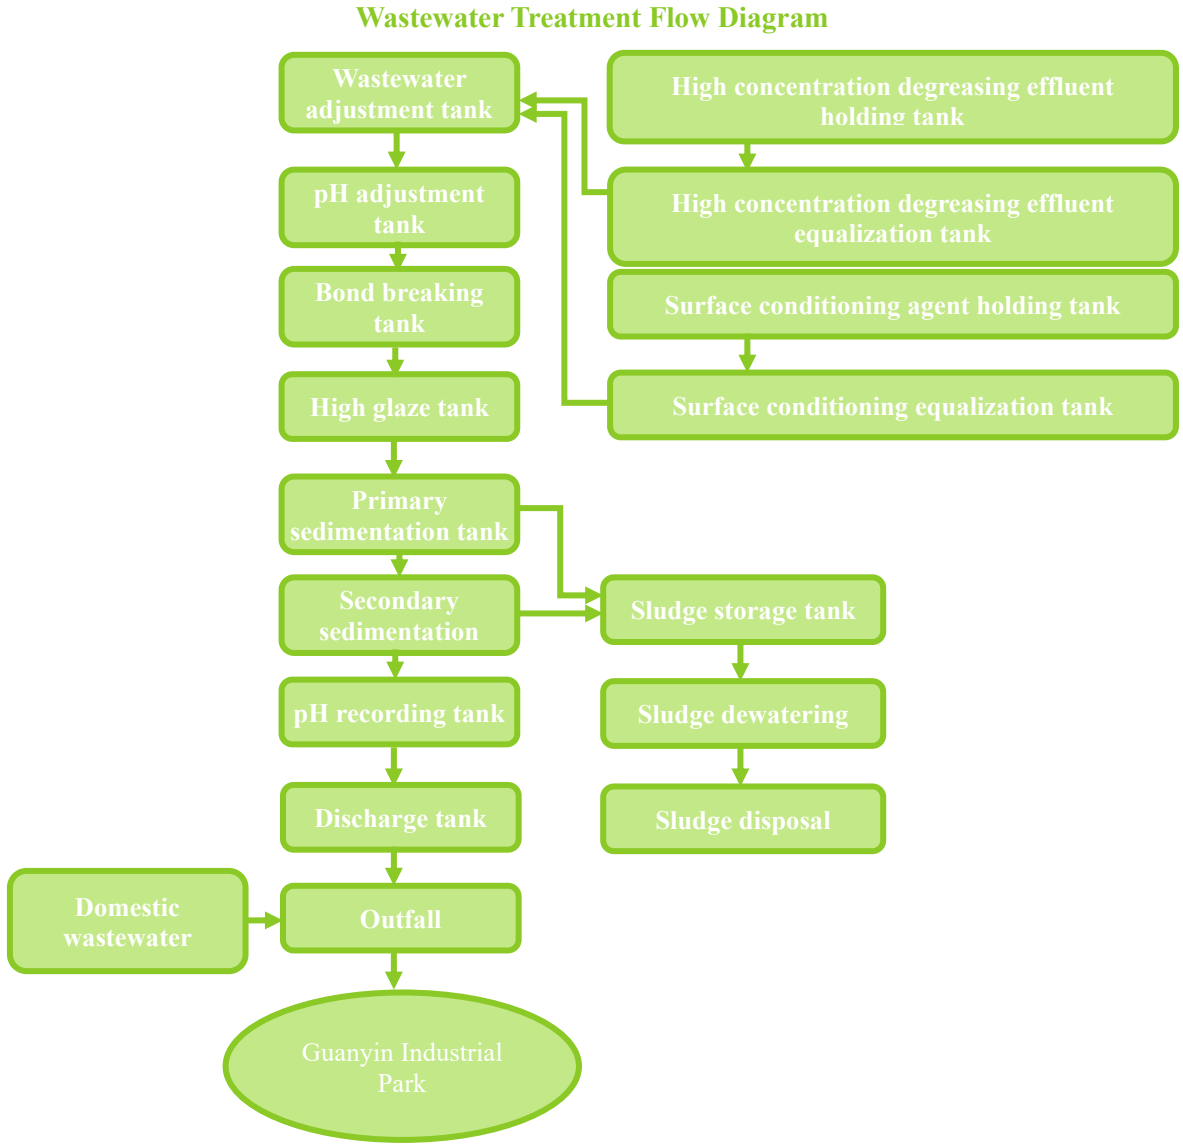 Wastewater Treatment Flow Diagram
Wastewater
adjustment tank
High concentration degreasing effluent
holding tank
pH adjustment
tank
High concentration degreasing effluent
equalization tank
Bond breaking
tank
Surface conditioning agent holding tank
High glaze tank
Surface conditioning equalization tank
Primary
sedimentation tank
Secondary
sedimentation
Sludge storage tank
pH recording tank
Sludge dewatering
Discharge tank
Sludge disposal
Domestic
wastewater
Outfall
Guanyin Industrial
Park